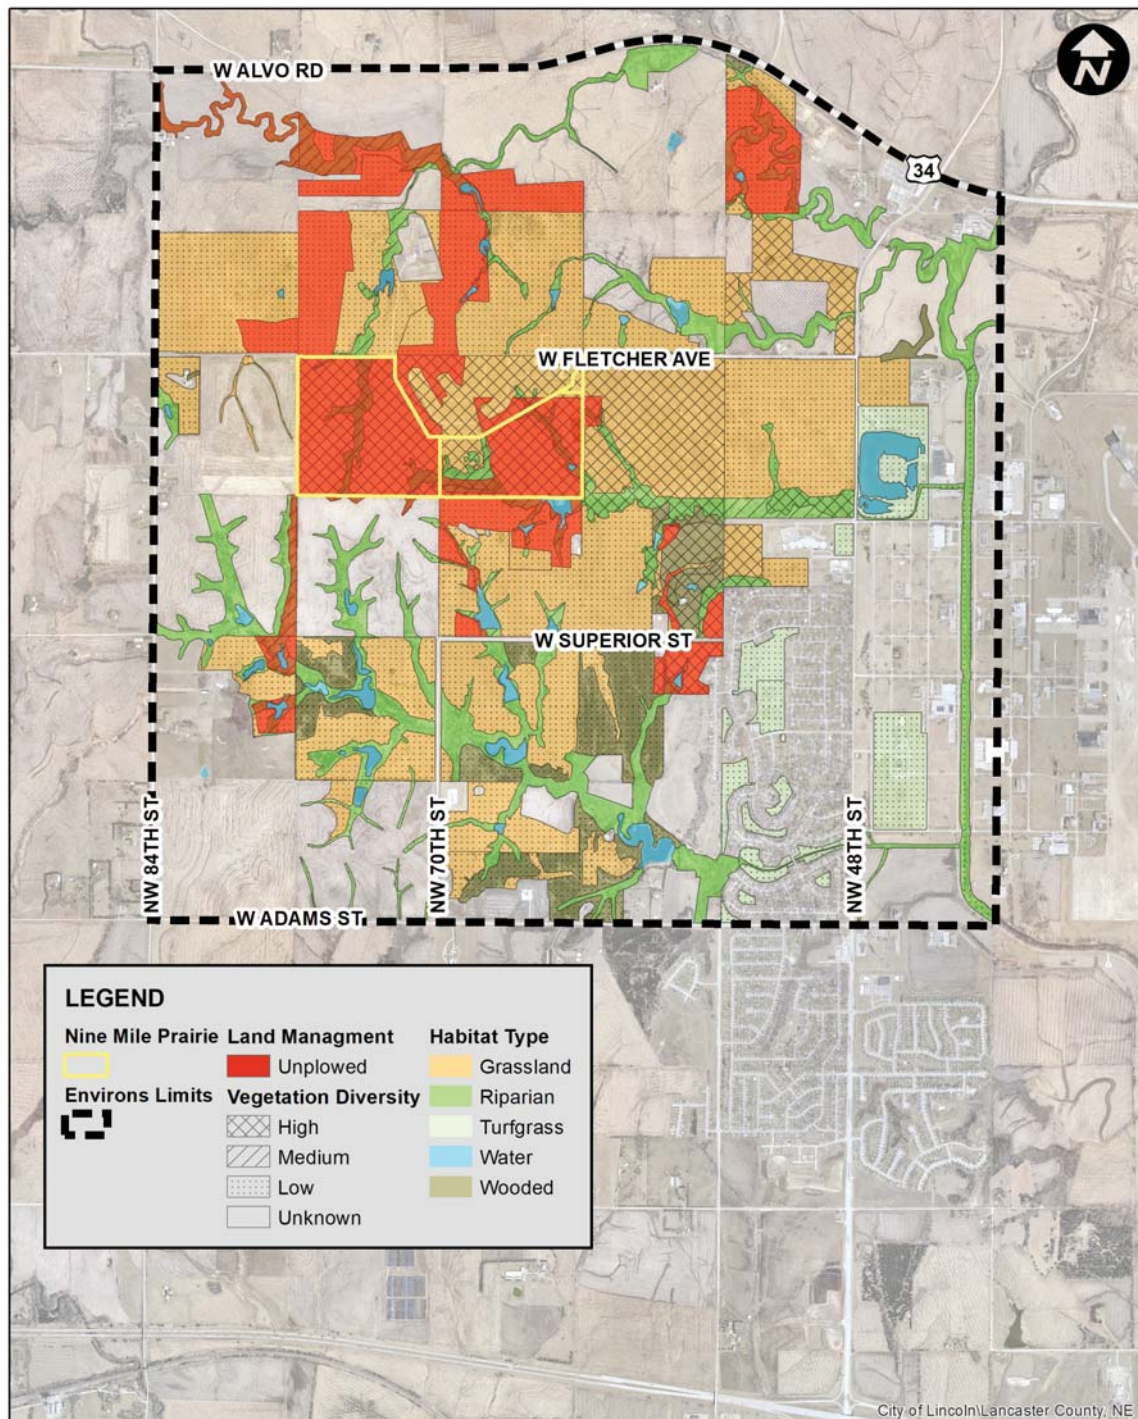 W ALVO RD
N
34
W FLETCHER AVE
W SUPERIOR ST
NW 84TH ST
NW 70TH ST
NW 48TH ST
W ADAMS ST
LEGEND
Nine Mile Prairie
Environs Limits
Land Managment
Unplowed
Vegetation Diversity
High
Medium
Low
Unknown
Habitat Type
Grassland
Riparian
Turfgrass
Water
Wooded
City of Lincoln\Lancaster County, NE